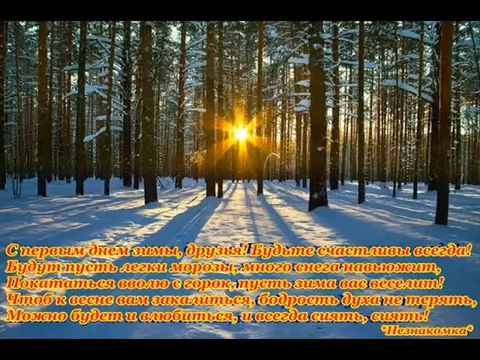 С первым днем зимы, друзья! Будьте счастливы всегда!
Будут пусть легки морозы, много снега навьюжит,
Покататься вволю с горок, пусть зима вас веселит!
Чтоб к весне вам закалиться, бодрость духа не терять,
Можно будет и влюбиться, и всегда сиять, сиять!
*Незнакомка*